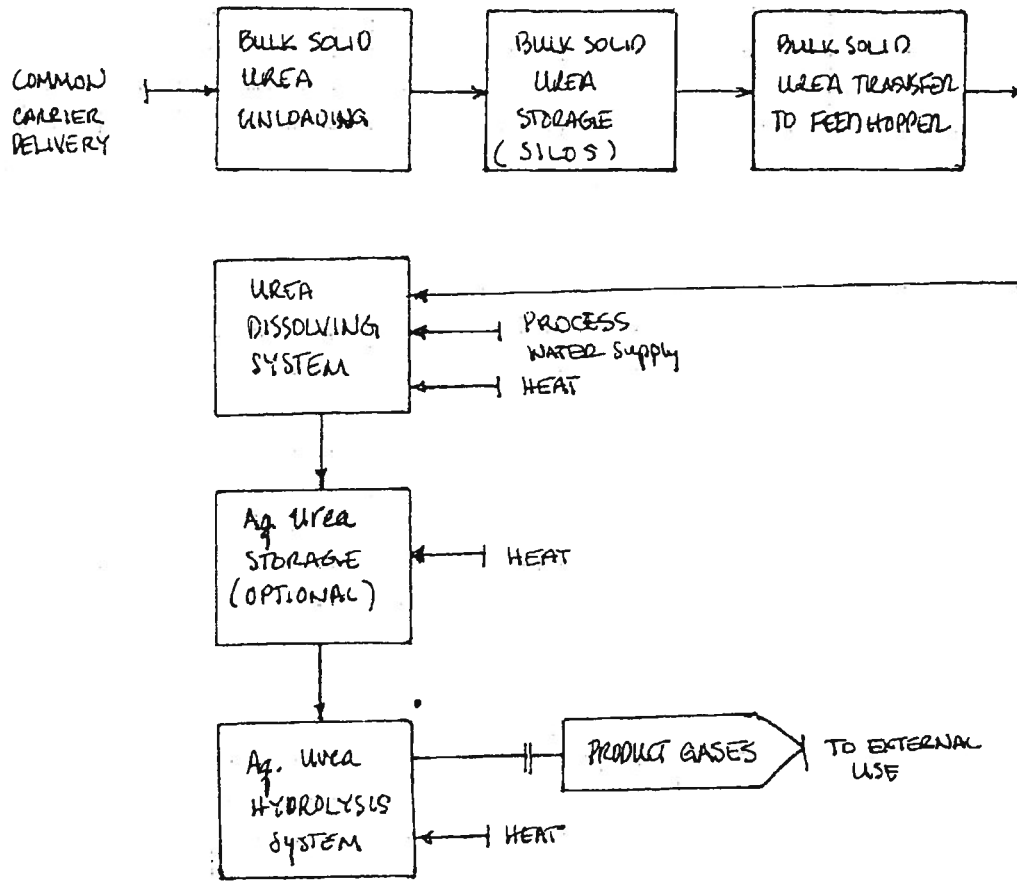 COMMON
CARRIER
DELIVERY
BULK SOLID
UREA
UNLOADING
BULK SOLID
UREA
STORAGE
(SILOS)
BULK SOLID
UREA TRANSFER
TO FEED HOPPER
UREA
DISSOLVING
SYSTEM
PROCESS
WATER Supply
HEAT
Aq. Urea
STORAGE
(OPTIONAL)
HEAT
Aq. Urea
HYDROLYSIS
SYSTEM
PRODUCT GASES
TO EXTERNAL
USE
HEAT